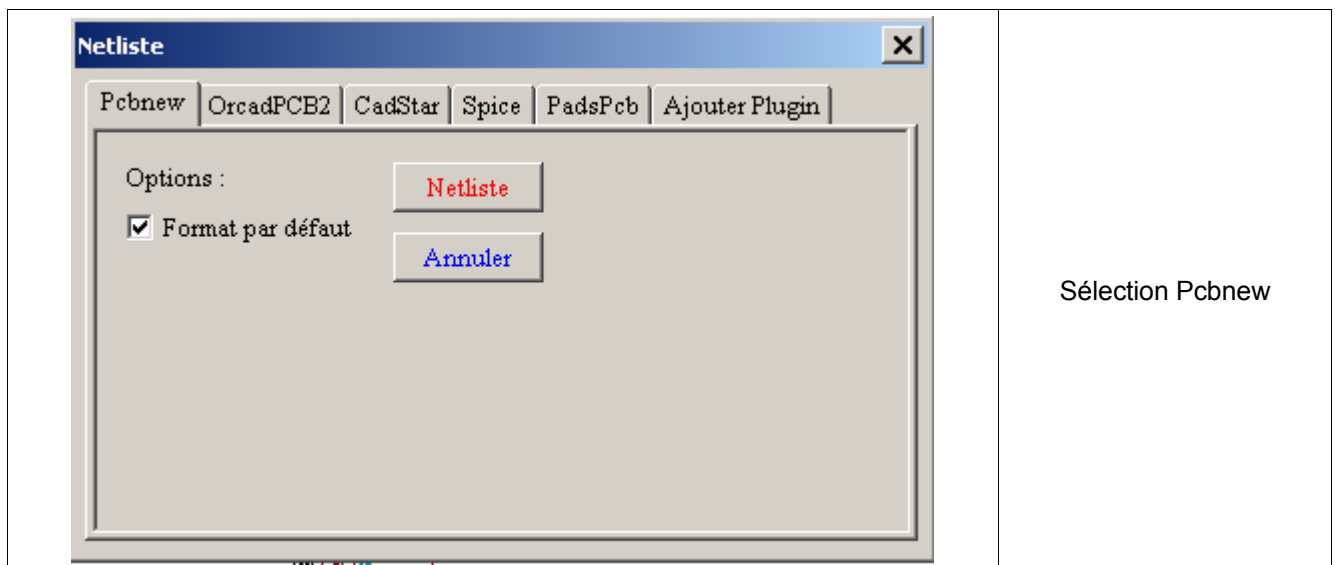 Netliste
Pcbnew OrcadPCB2 CadStar Spice PadsPcb Ajouter Plugin
Options :
Netliste
Format par défaut
Annuler
Sélection Pcbnew